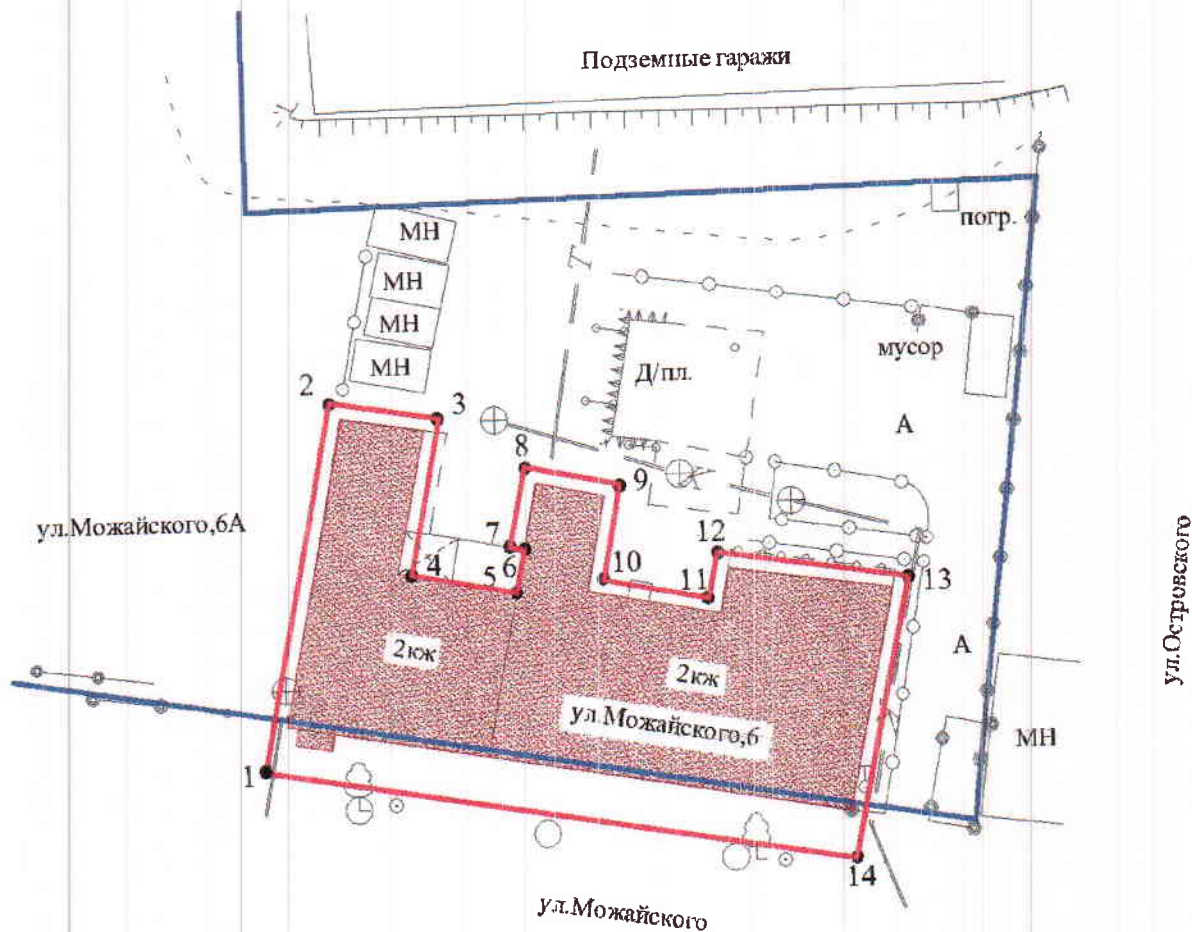 Подземные гаражи
погр.
МН
МН
МН
МН
мусор
Д/пл.
А
2
3
8
9
ул.Можайского,6А
7
6
12
4
5
10
11
13
2кж
2кж
А
ул.Можайского,6
МН
ул.Островского
1
14
ул.Можайского